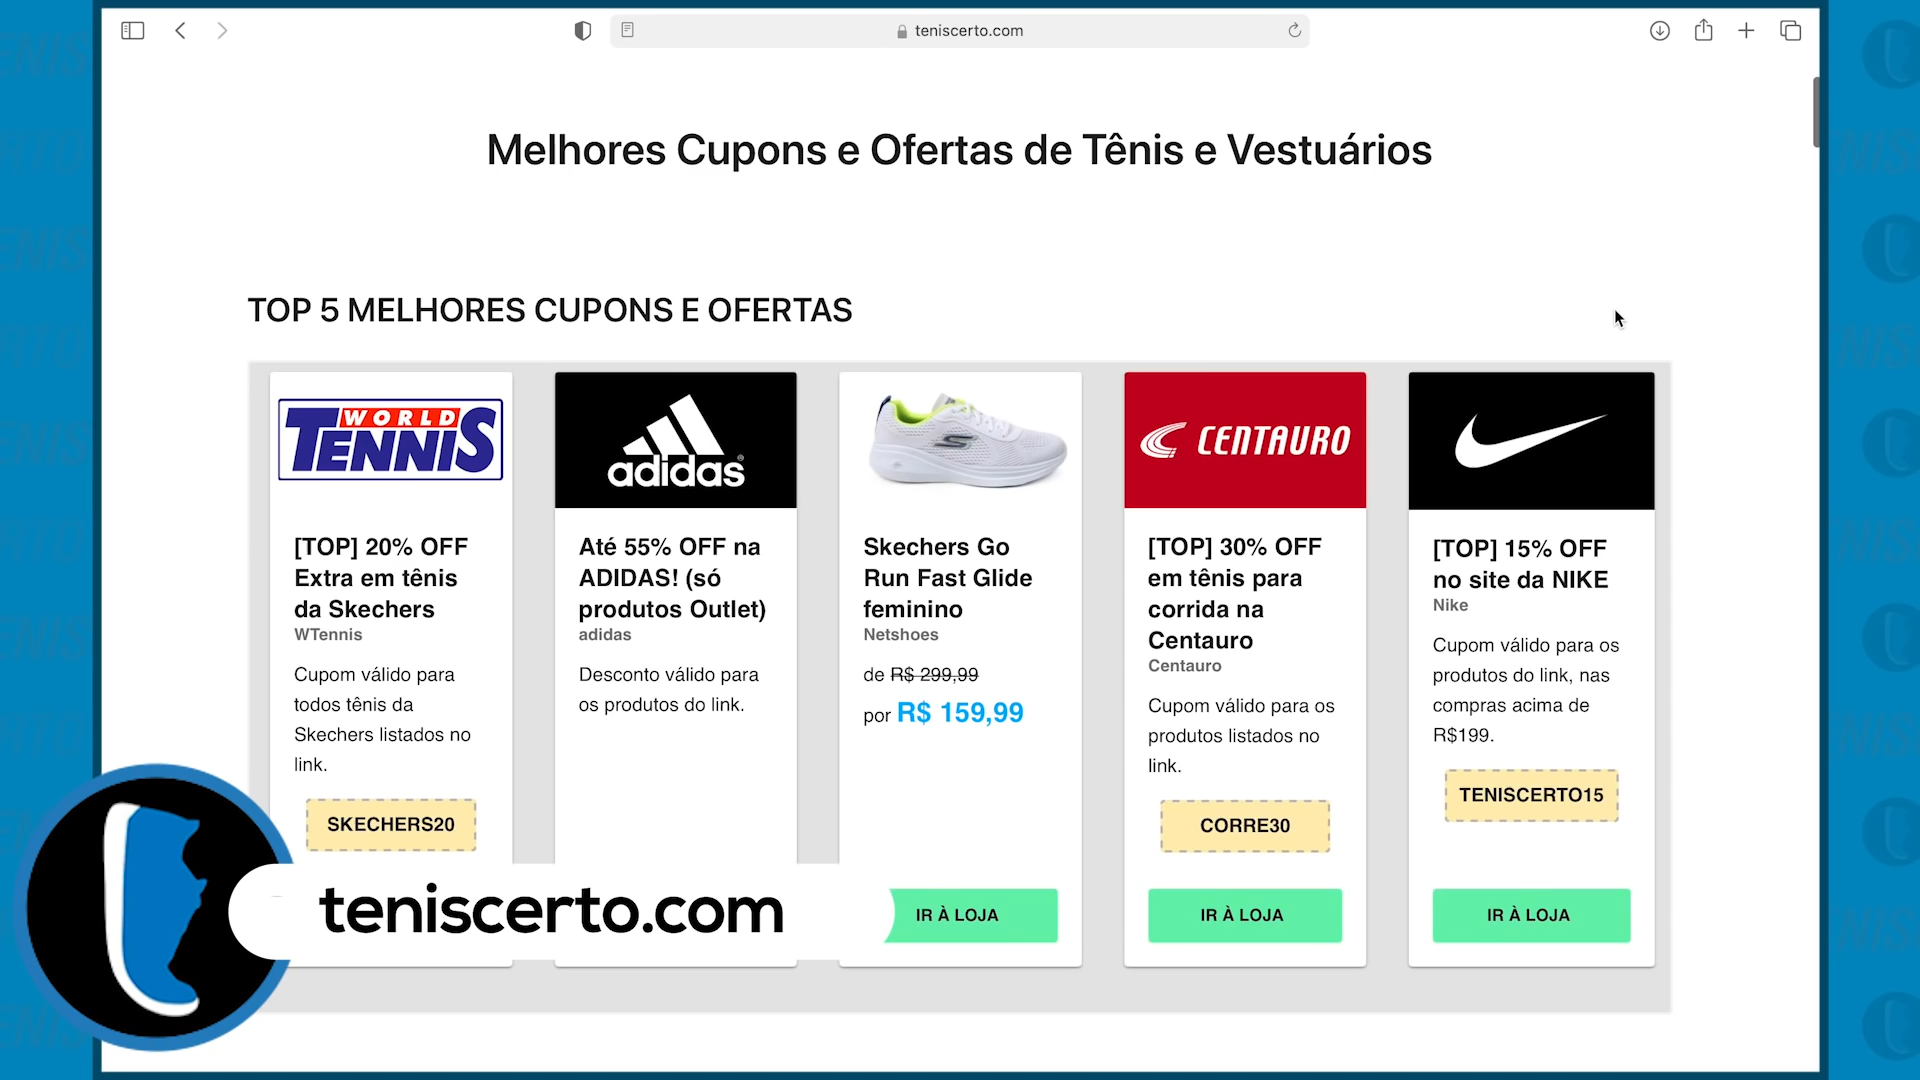 teniscerto.com
Melhores Cupons e Ofertas de Tênis e Vestuários
TOP 5 MELHORES CUPONS E OFERTAS
WORLD
TENNIS
[TOP] 20% OFF
Extra em tênis
da Skechers
WTennis
Cupom válido para
todos tênis da
Skechers listados no
link.
SKECHERS20
adidas
Até 55% OFF na
ADIDAS! (só
produtos Outlet)
adidas
Desconto válido para
os produtos do link.
Skechers Go
Run Fast Glide
feminino
Netshoes
de R$ 299,99
por R$ 159,99
IR À LOJA
CENTAURO
[TOP] 30% OFF
em tênis para
corrida na
Centauro
Centauro
Cupom válido para os
produtos listados no
link.
CORRE30
IR À LOJA
[TOP] 15% OFF
no site da NIKE
Nike
Cupom válido para os
produtos do link, nas
compras acima de
R$199.
TENISCERTO15
IR À LOJA
teniscerto.com